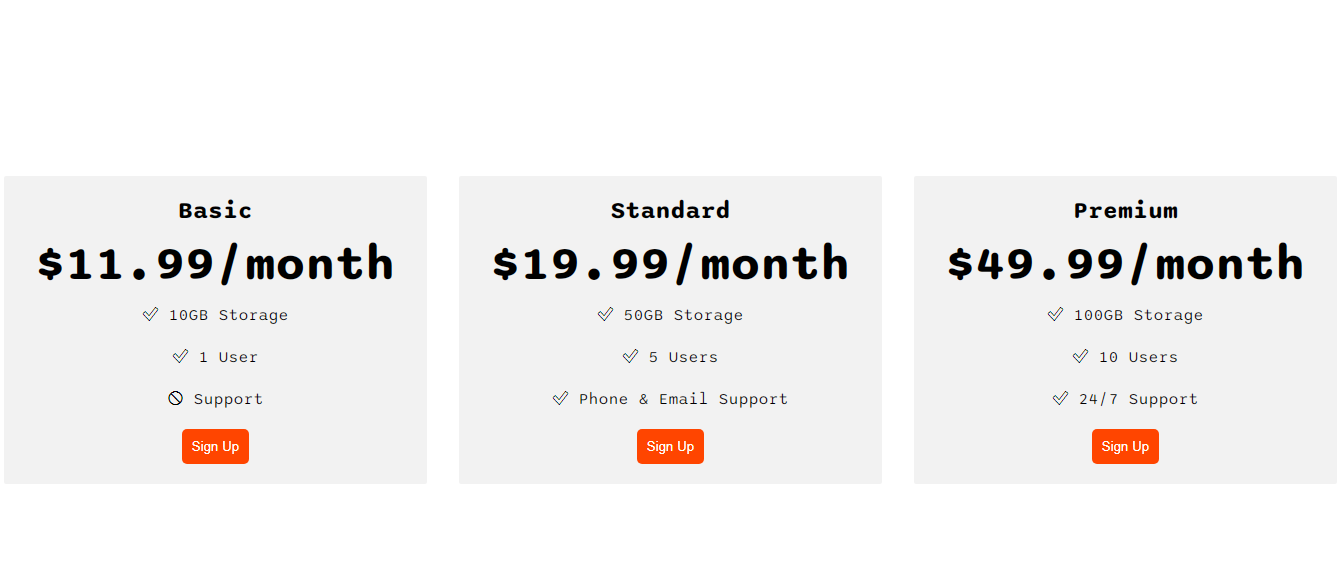 Basic
$11.99/month
10GB Storage
1 User
Support
Sign Up
Standard
$19.99/month
50GB Storage
5 Users
Phone & Email Support
Sign Up
Premium
$49.99/month
100GB Storage
10 Users
24/7 Support
Sign Up